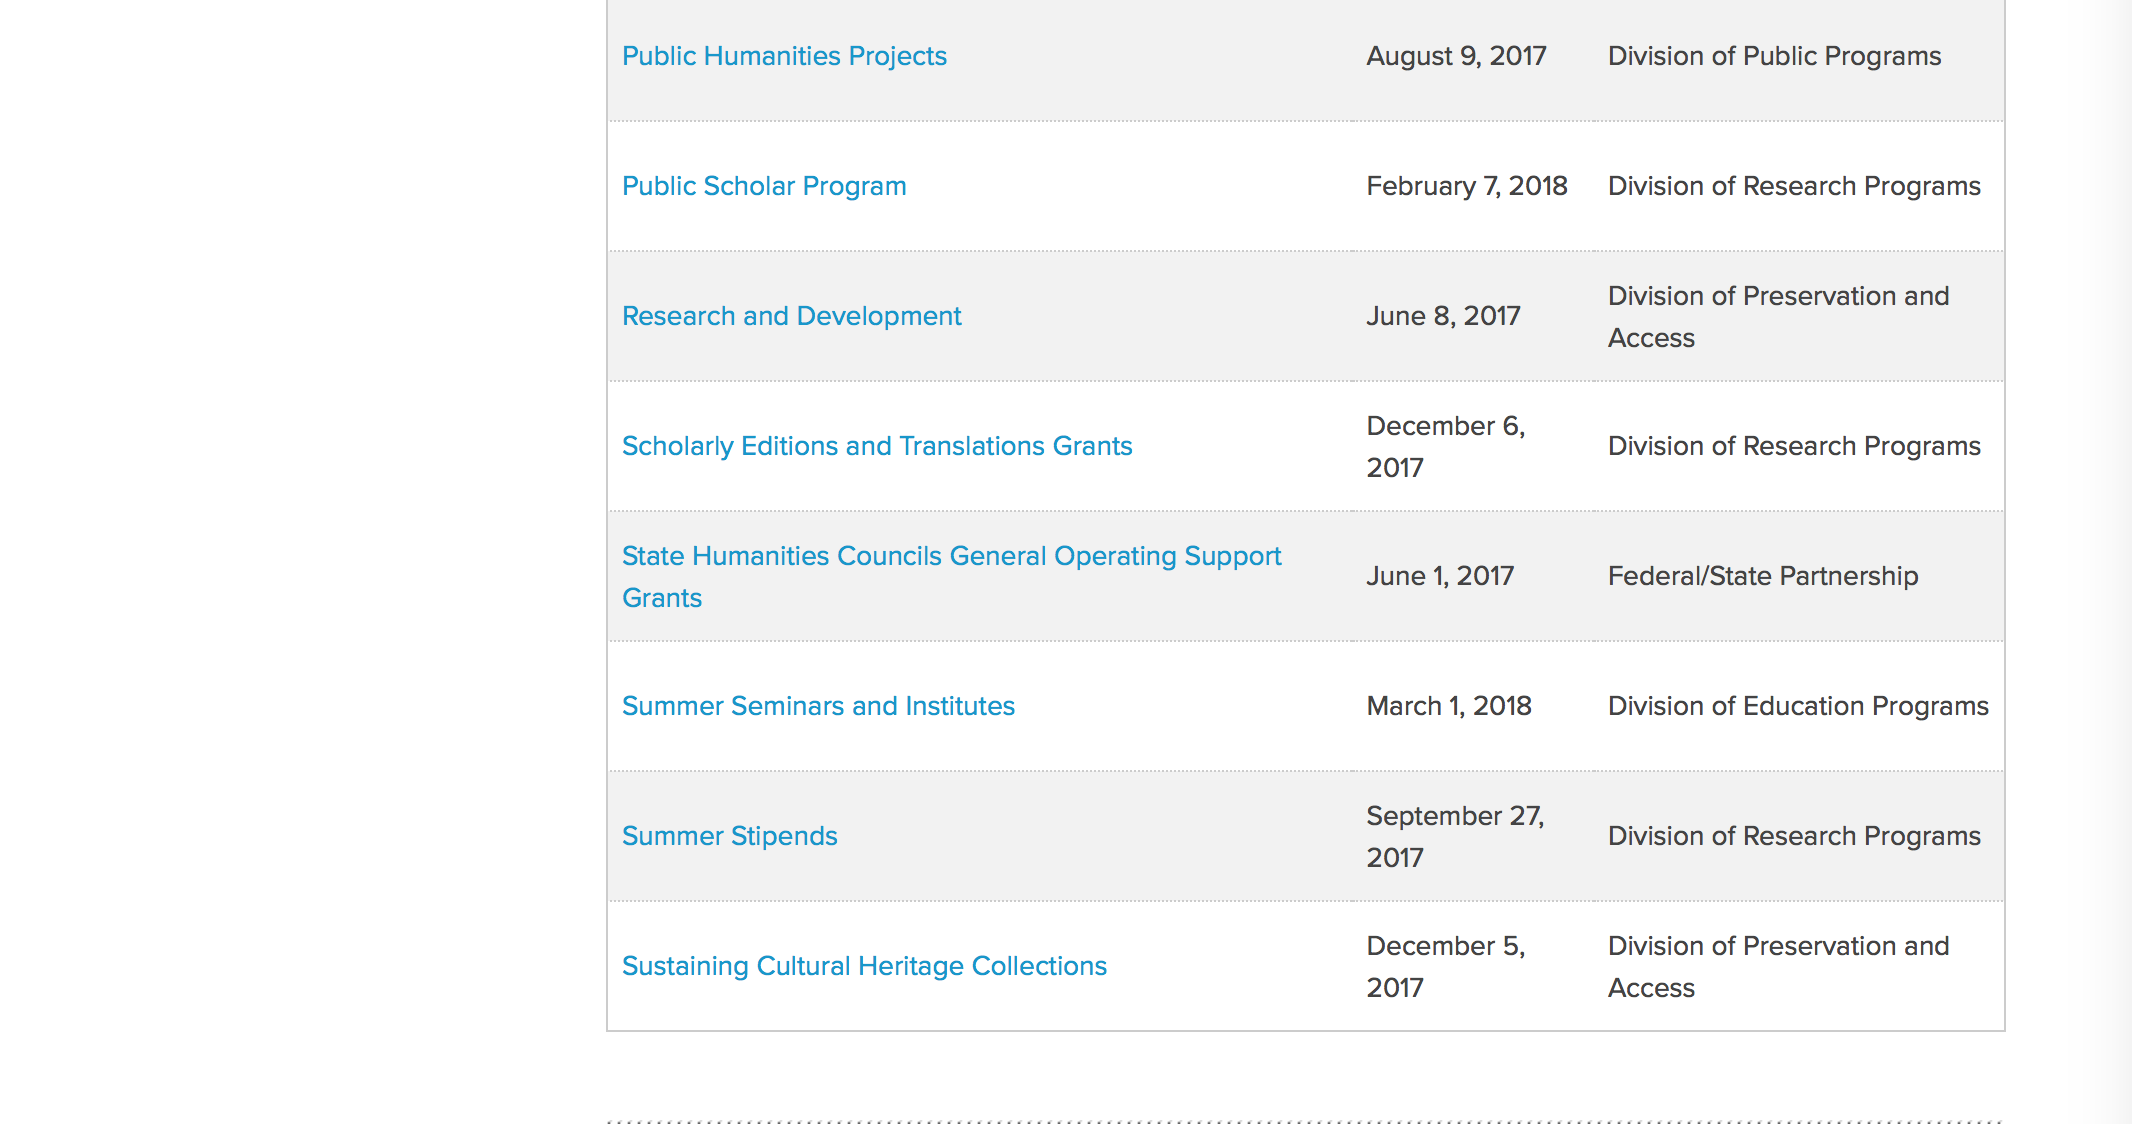 Public Humanities Projects August 9, 2017 Division of Public Programs
Public Scholar Program February 7, 2018 Division of Research Programs
Research and Development June 8, 2017 Division of Preservation and
Access
Scholarly Editions and Translations Grants December 6,
2017 Division of Research Programs
State Humanities Councils General Operating Support
Grants June 1, 2017 Federal/State Partnership
Summer Seminars and Institutes March 1, 2018 Division of Education Programs
Summer Stipends September 27,
2017 Division of Research Programs
Sustaining Cultural Heritage Collections December 5,
2017 Division of Preservation and
Access